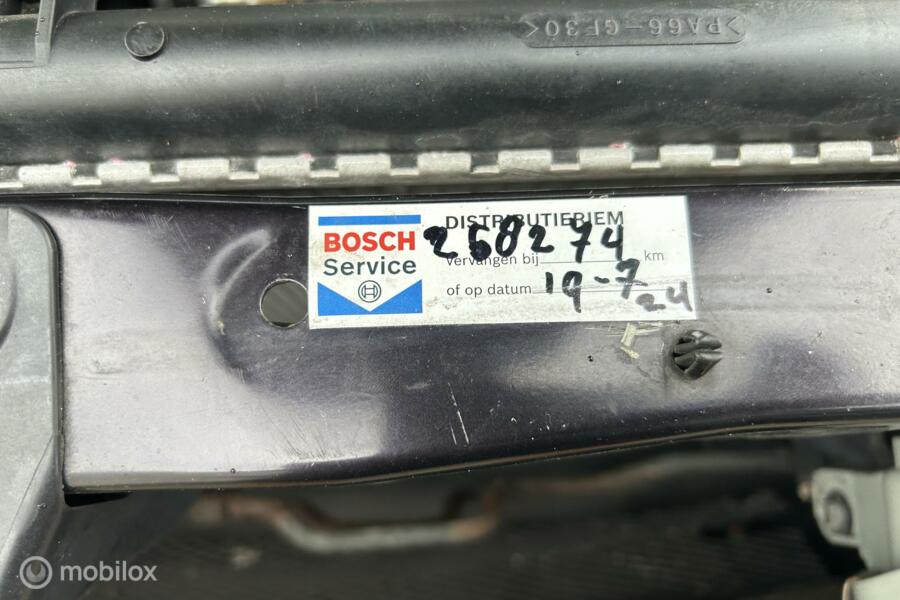 >PA66-GF30<
BOSCH
Service
DISTRIBUTIERIEM
268274
Vervangen bij km
of op datum 19-7
24
mobilox